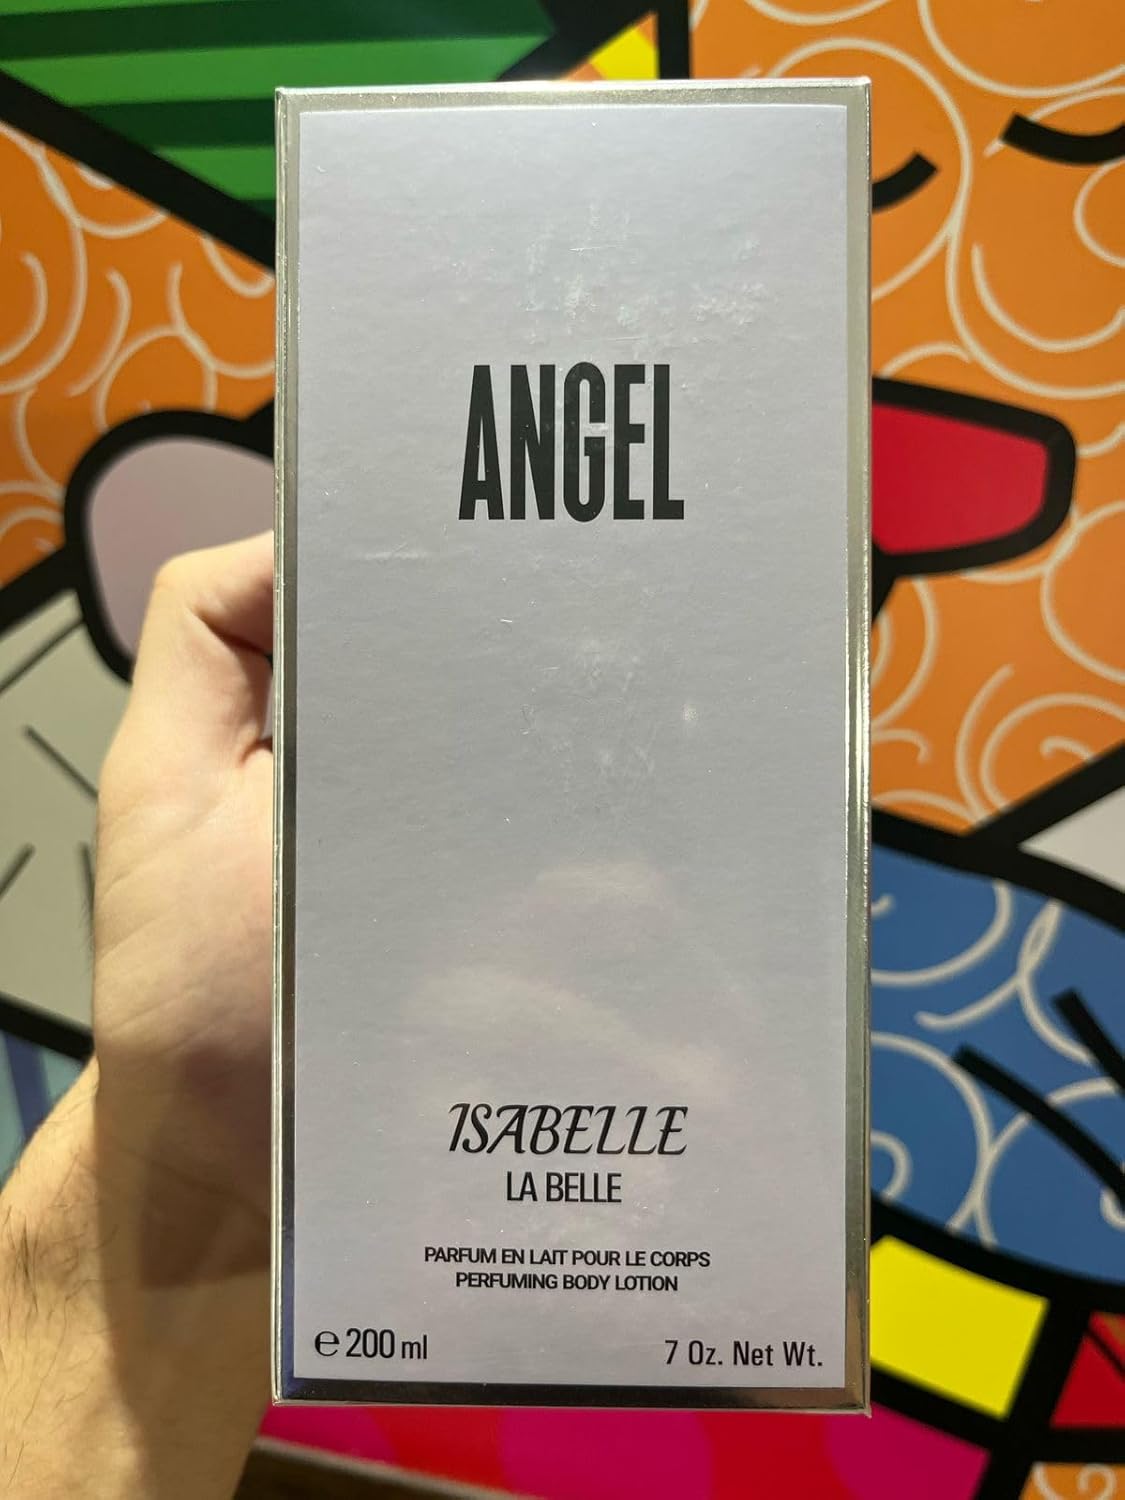 ANGEL
ISABELLE
LA BELLE
PARFUM EN LAIT POUR LE CORPS
PERFUMING BODY LOTION
℮ 200 ml
7 Oz. Net Wt.